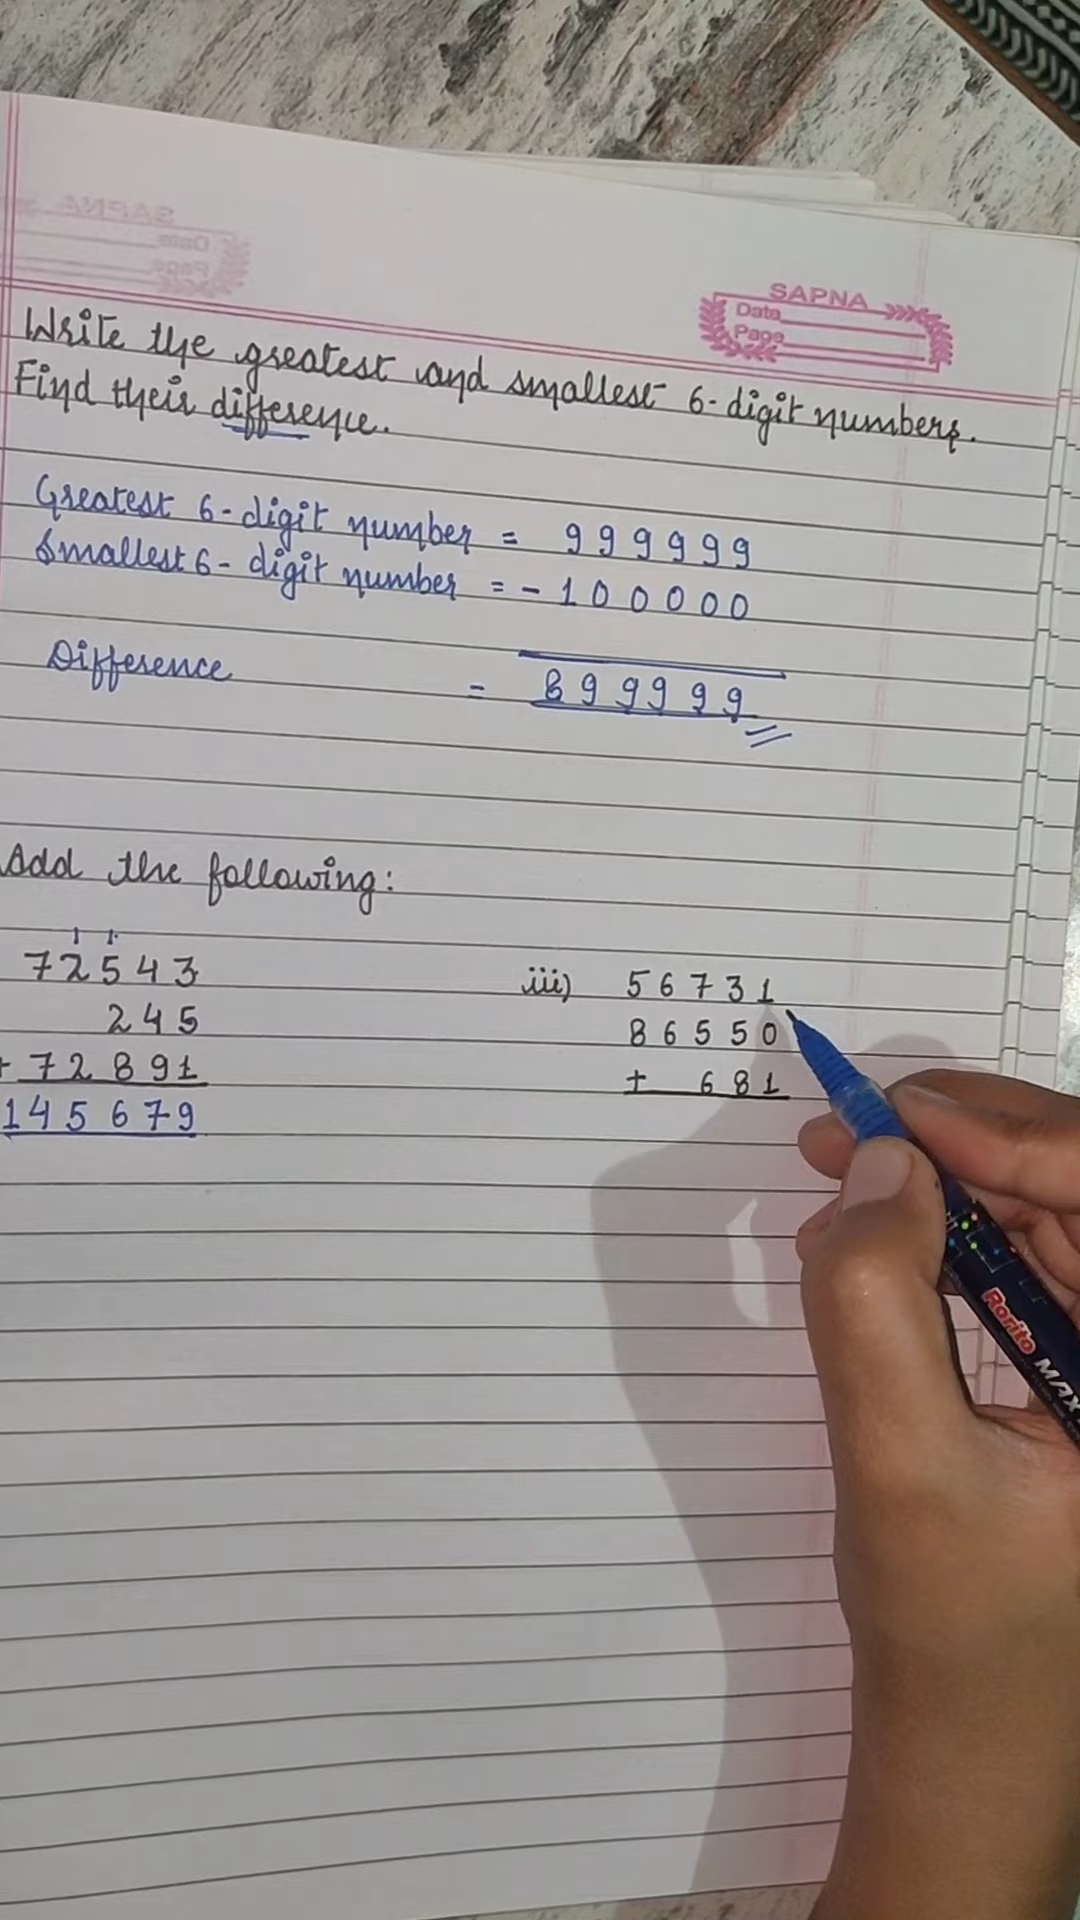 SAPNA
Date
Page
Write the greatest and smallest 6-digit numbers.
Find their difference.
Greatest 6-digit number = 999999
Smallest 6-digit number = -100000
Difference = 899999
Add the following:
1 1
72543
245
+ 72891
145679
iii) 56731
86550
+ 681
Rorito MAX